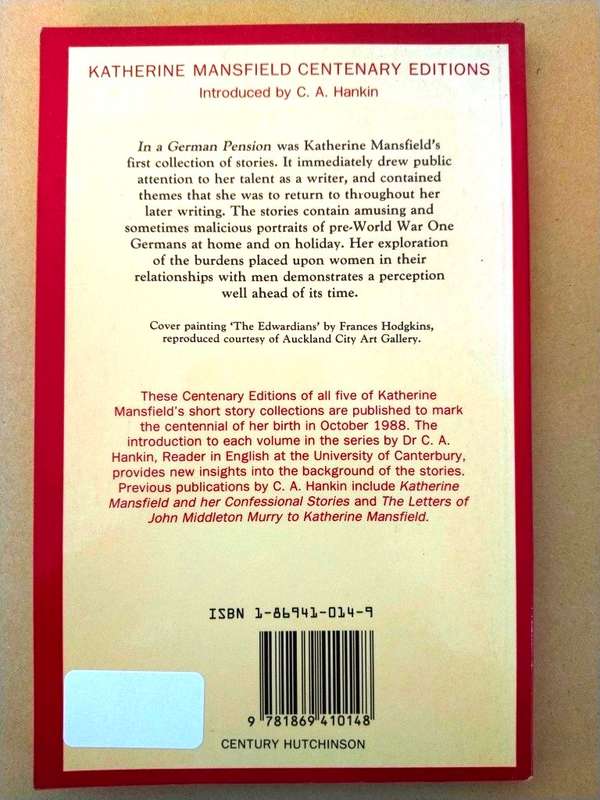 KATHERINE MANSFIELD CENTENARY EDITIONS
Introduced by C. A. Hankin
In a German Pension was Katherine Mansfield's
first collection of stories. It immediately drew public
attention to her talent as a writer, and contained
themes that she was to return to throughout her
later writing. The stories contain amusing and
sometimes malicious portraits of pre-World War One
Germans at home and on holiday. Her exploration
of the burdens placed upon women in their
relationships with men demonstrates a perception
well ahead of its time.
Cover painting 'The Edwardians' by Frances Hodgkins,
reproduced courtesy of Auckland City Art Gallery.
These Centenary Editions of all five of Katherine
Mansfield's short story collections are published to mark
the centennial of her birth in October 1988. The
introduction to each volume in the series by Dr C. A.
Hankin, Reader in English at the University of Canterbury,
provides new insights into the background of the stories.
Previous publications by C. A. Hankin include Katherine
Mansfield and her Confessional Stories and The Letters of
John Middleton Murry to Katherine Mansfield.
ISBN 1-86941-014-9
9 781869 410148
CENTURY HUTCHINSON